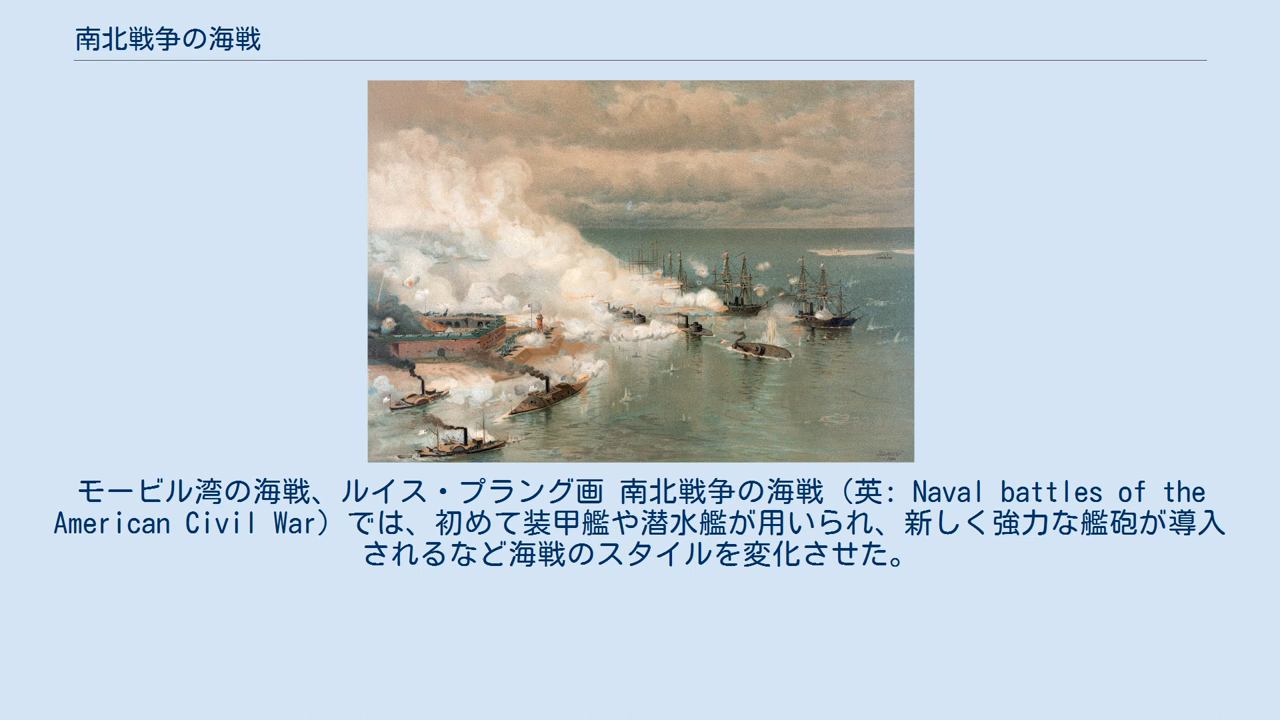 南北戦争の海戦
モービル湾の海戦、ルイス・プラング画 南北戦争の海戦（英: Naval battles of the
American Civil War）では、初めて装甲艦や潜水艦が用いられ、新しく強力な艦砲が導入
されるなど海戦のスタイルを変化させた。